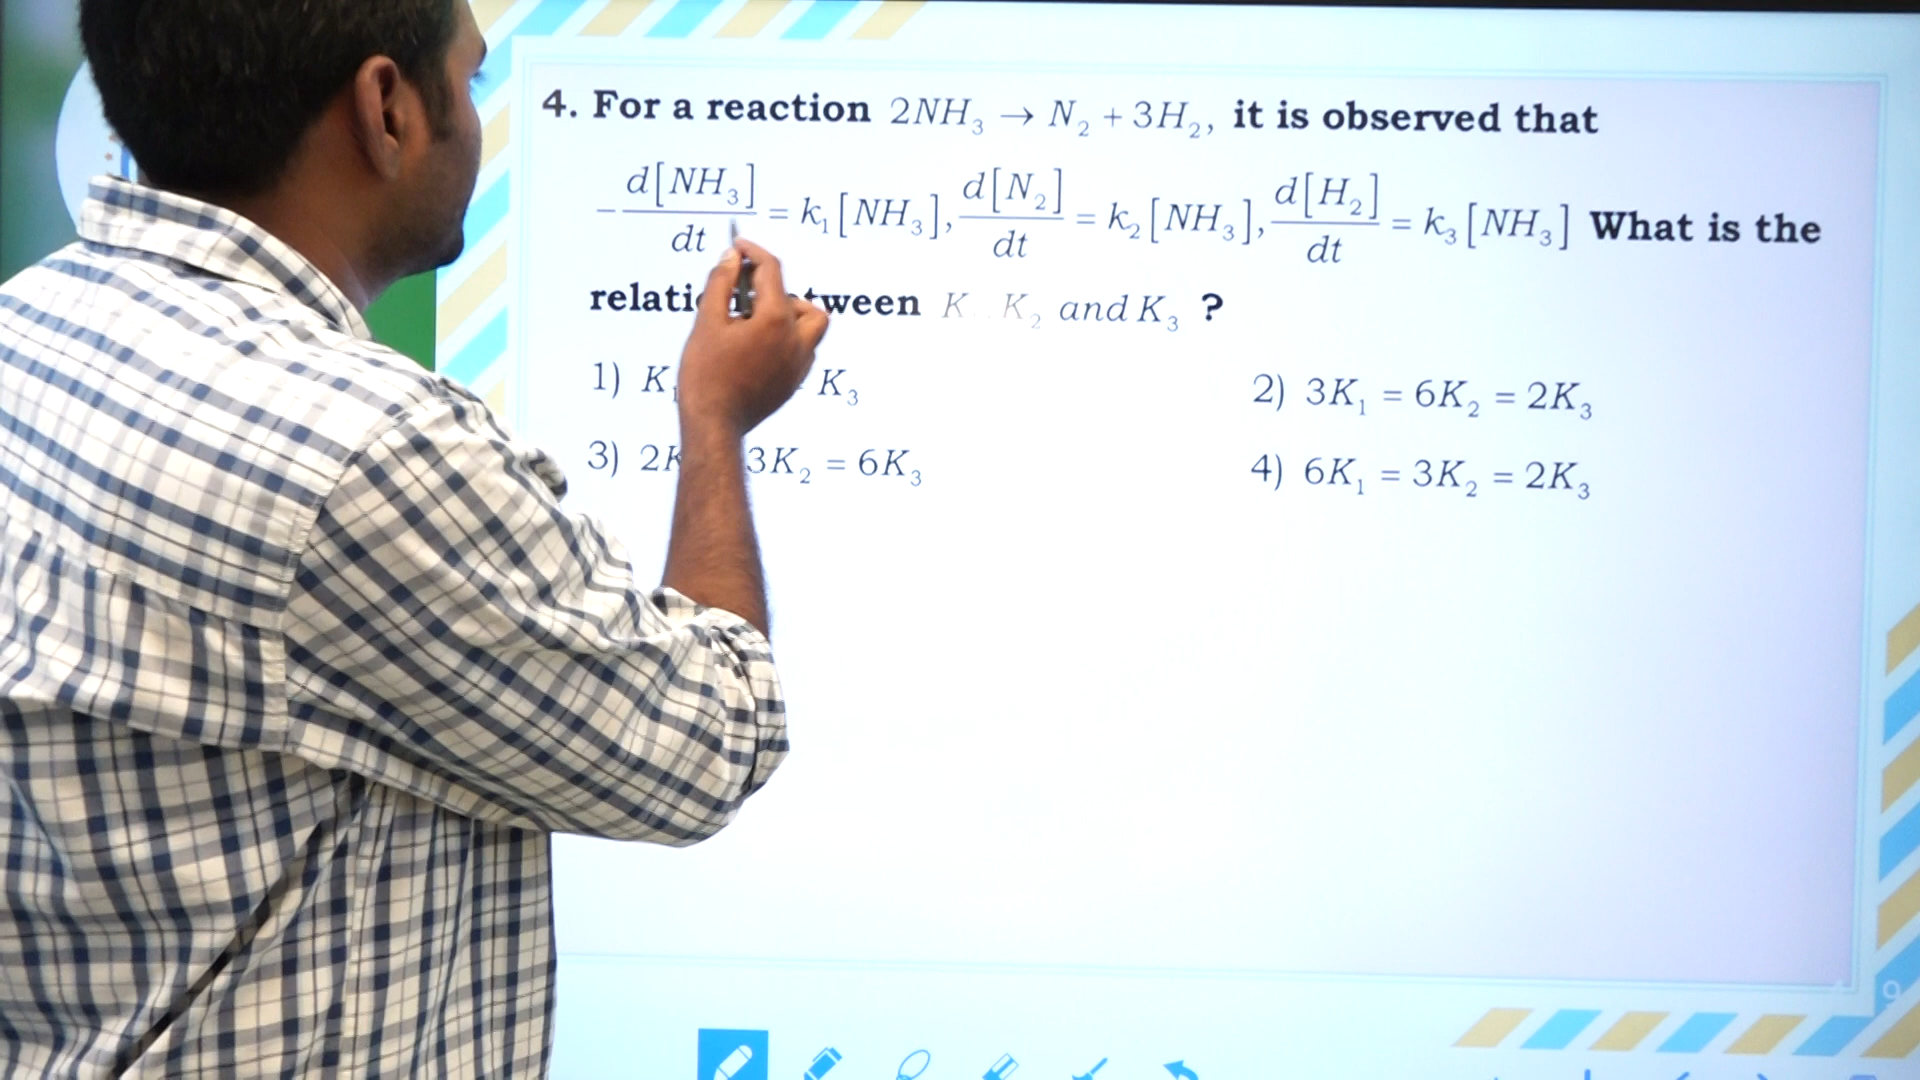 4. For a reaction 2NH₃ → N₂ + 3H₂, it is observed that
−d[NH₃]/dt = k₁[NH₃], d[N₂]/dt = k₂[NH₃], d[H₂]/dt = k₃[NH₃] What is the
K K₂ and K₃ ?
1) K₁ K₃
2) 3K₁ = 6K₂ = 2K₃
3) 2K 3K₂ = 6K₃
4) 6K₁ = 3K₂ = 2K₃
9